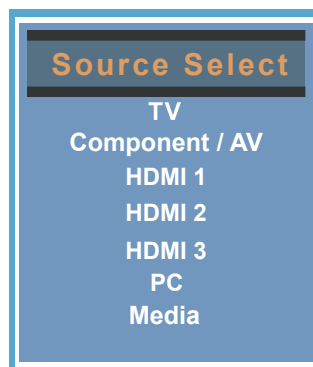 Source Select
TV
Component / AV
HDMI 1
HDMI 2
HDMI 3
PC
Media